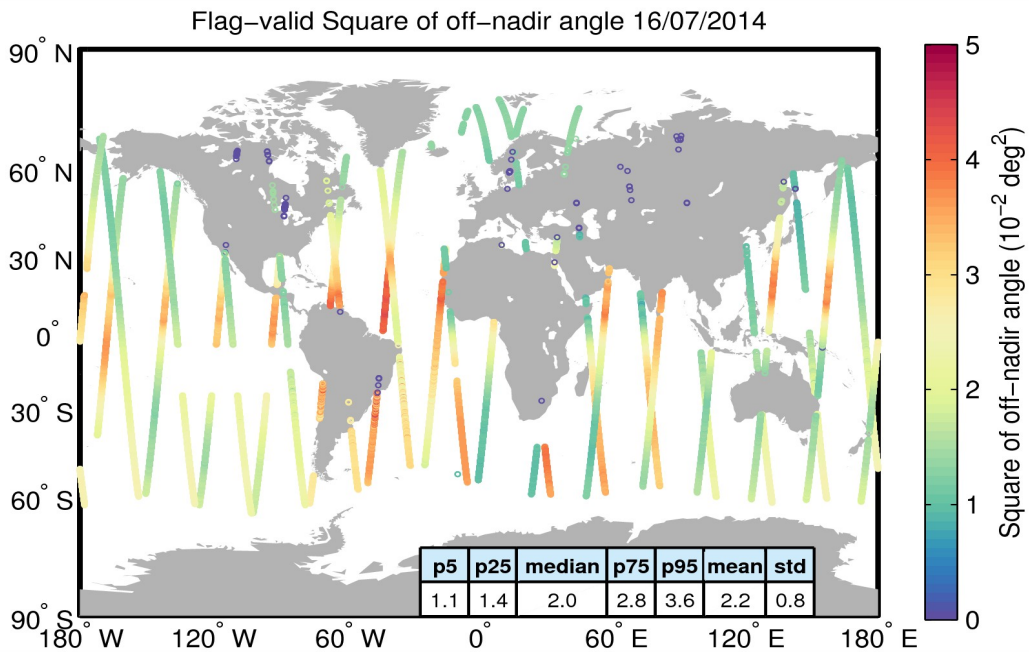 Flag−valid Square of off−nadir angle 16/07/2014
90° N
60° N
30° N
0°
30° S
60° S
90° S
180° W
120° W
60° W
0°
60° E
120° E
180° E
p5 p25 median p75 p95 mean std
1.1 1.4 2.0 2.8 3.6 2.2 0.8
5
4
3
2
1
0
Square of off−nadir angle (10⁻² deg²)